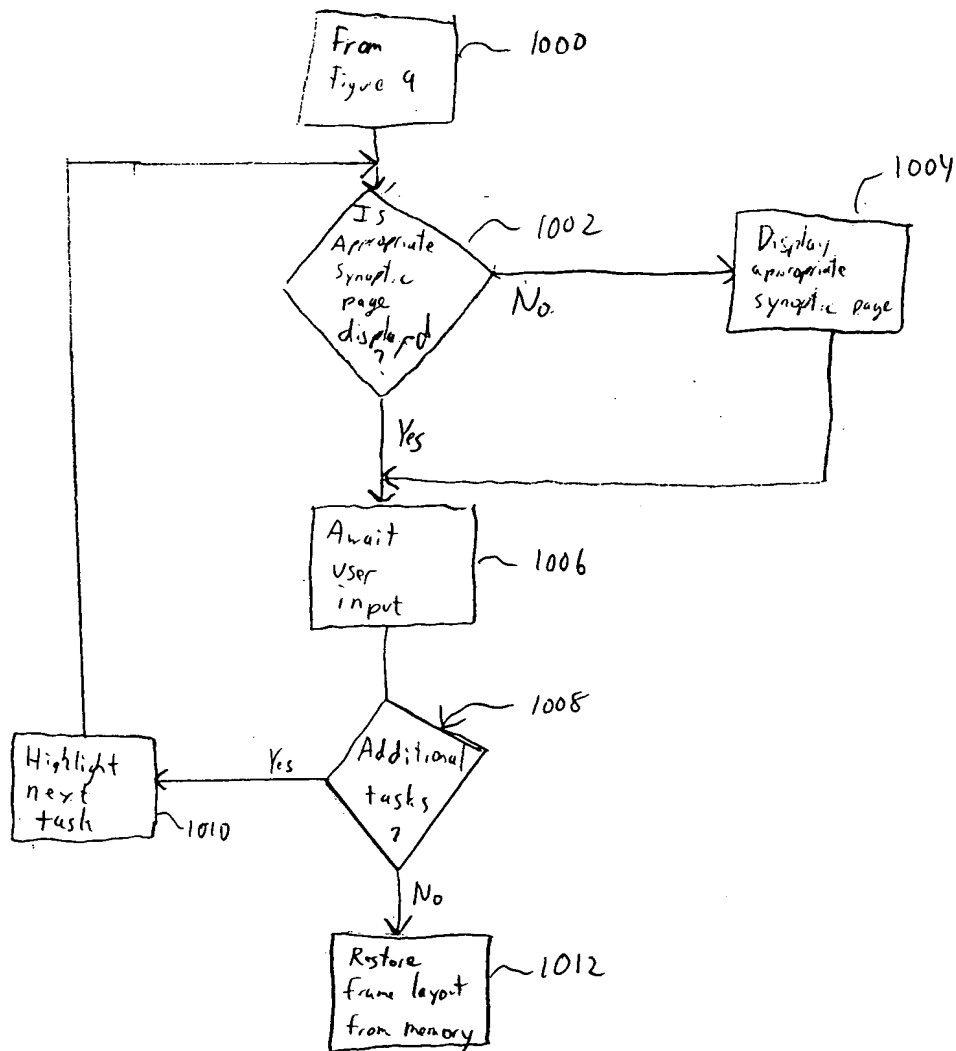 From
Figure 9
1000
Is
Appropriate
synoptic
page
displayed
?
1002
No.
1004
Display
appropriate
synoptic page
Yes
Await
user
input
1006
1008
Additional
tasks
?
Yes
Highlight
next
task
1010
No
Restore
frame layout
from memory
1012